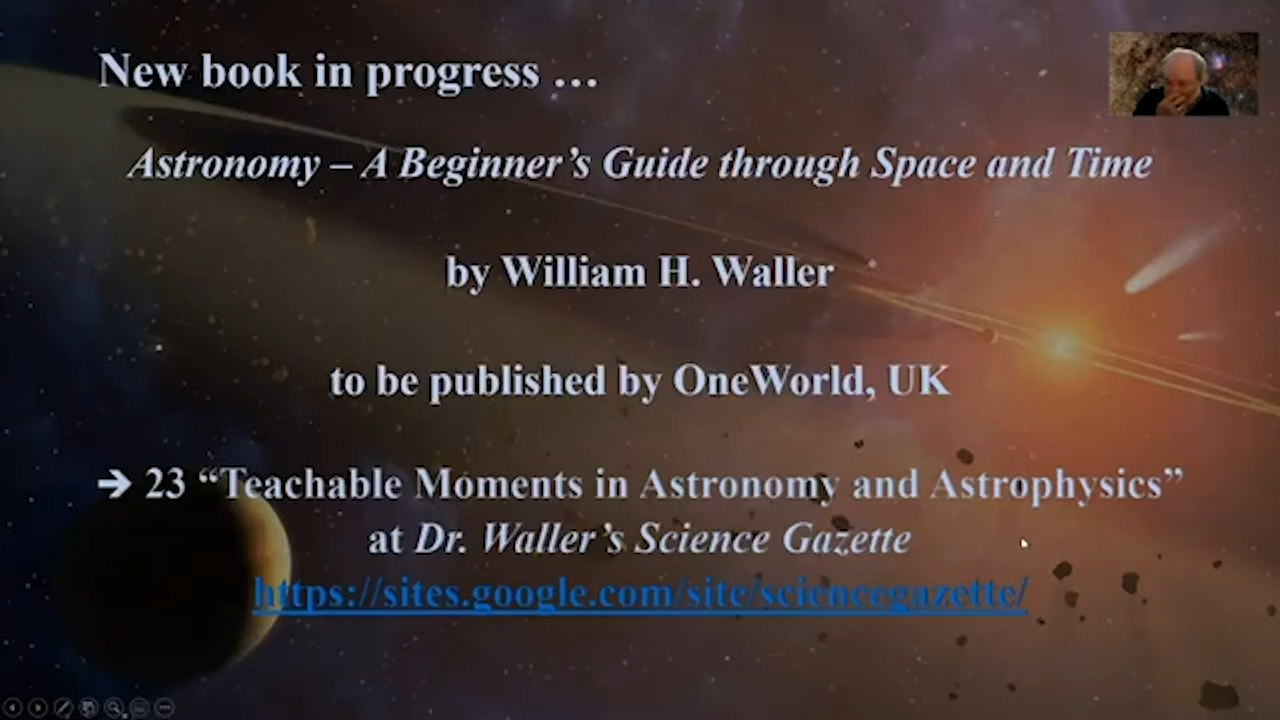 New book in progress …
Astronomy – A Beginner’s Guide through Space and Time
by William H. Waller
to be published by OneWorld, UK
➔ 23 “Teachable Moments in Astronomy and Astrophysics”
at Dr. Waller’s Science Gazette
https://sites.google.com/site/sciencegazette/